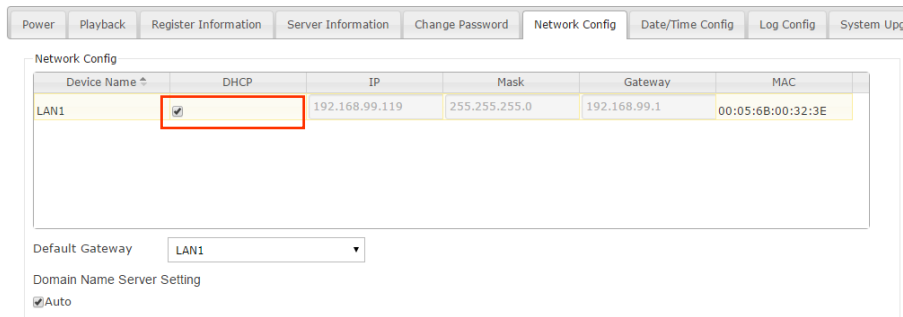 Power Playback Register Information Server Information Change Password Network Config Date/Time Config Log Config System Upg
Network Config
Device Name DHCP IP Mask Gateway MAC
LAN1 192.168.99.119 255.255.255.0 192.168.99.1 00:05:6B:00:32:3E
Default Gateway LAN1
Domain Name Server Setting
Auto